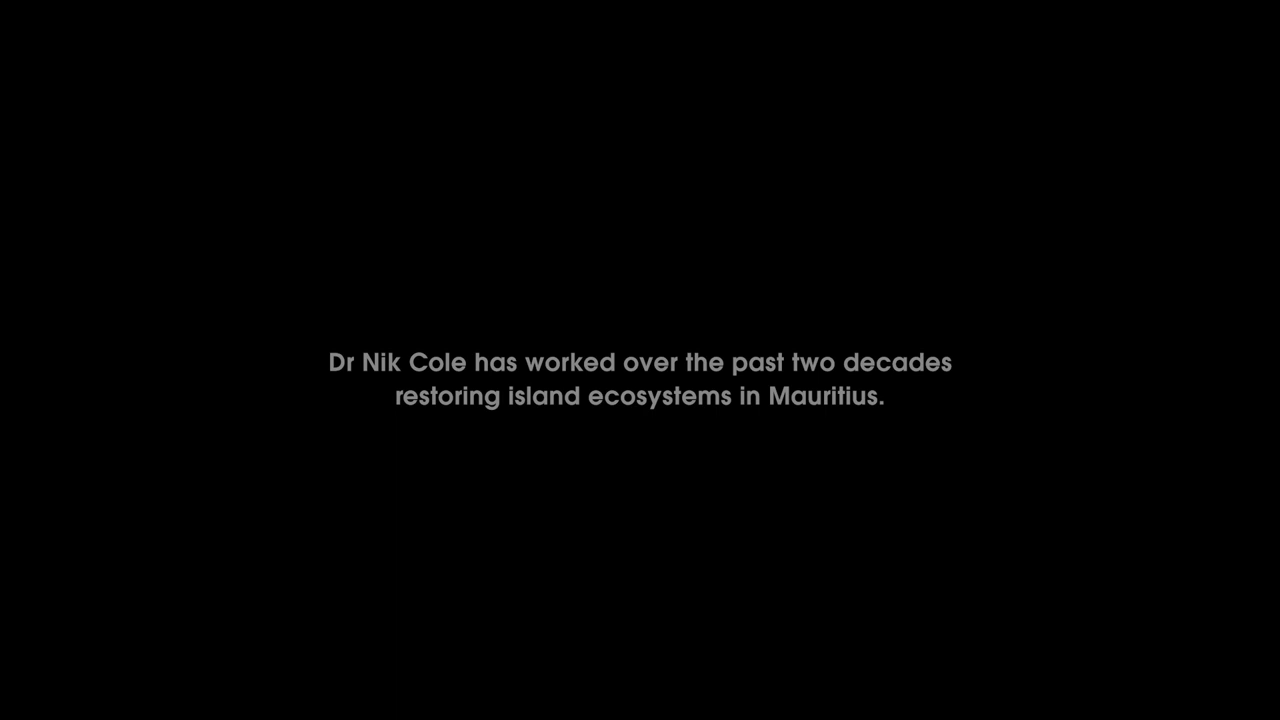 Dr Nik Cole has worked over the past two decades
restoring island ecosystems in Mauritius.